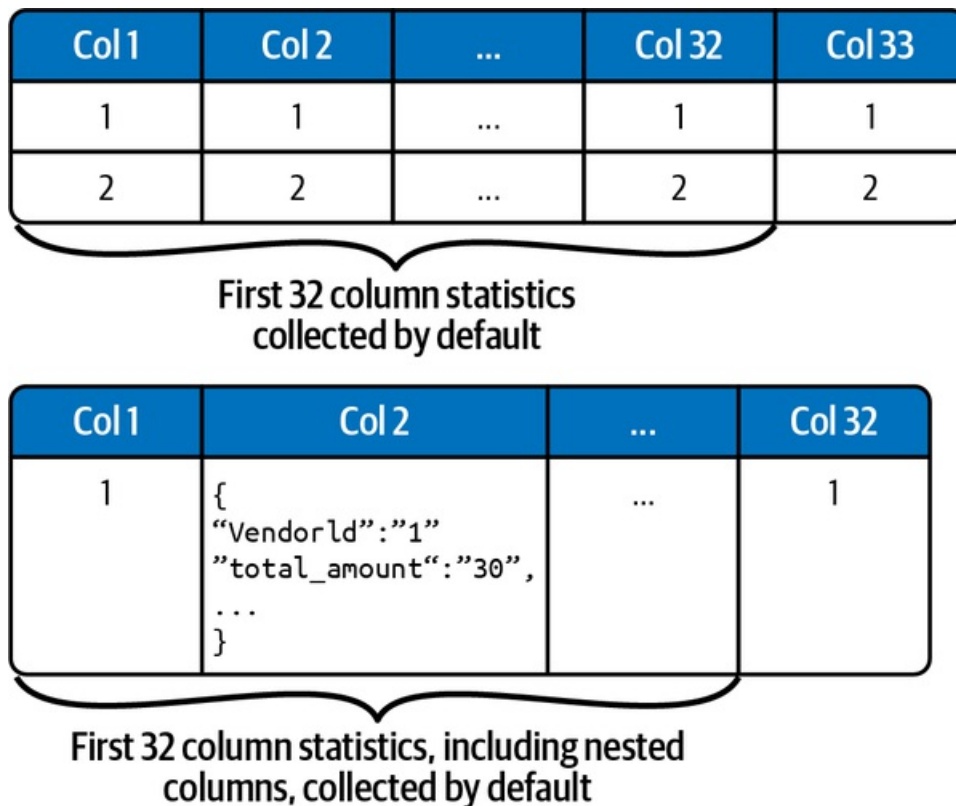 Col 1 Col 2 ... Col 32 Col 33
1 1 ... 1 1
2 2 ... 2 2
First 32 column statistics
collected by default
Col 1 Col 2 ... Col 32
1 { ... 1
“Vendorld”:”1”
”total_amount“:”30”,
...
}
First 32 column statistics, including nested
columns, collected by default